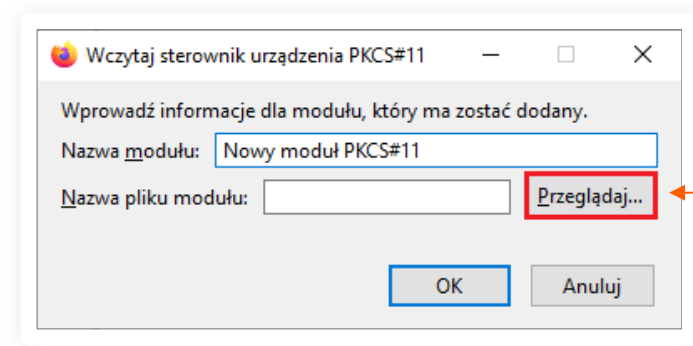 Wczytaj sterownik urządzenia PKCS#11
Wprowadź informacje dla modułu, który ma zostać dodany.
Nazwa modułu: Nowy moduł PKCS#11
Nazwa pliku modułu: Przeglądaj...
OK Anuluj